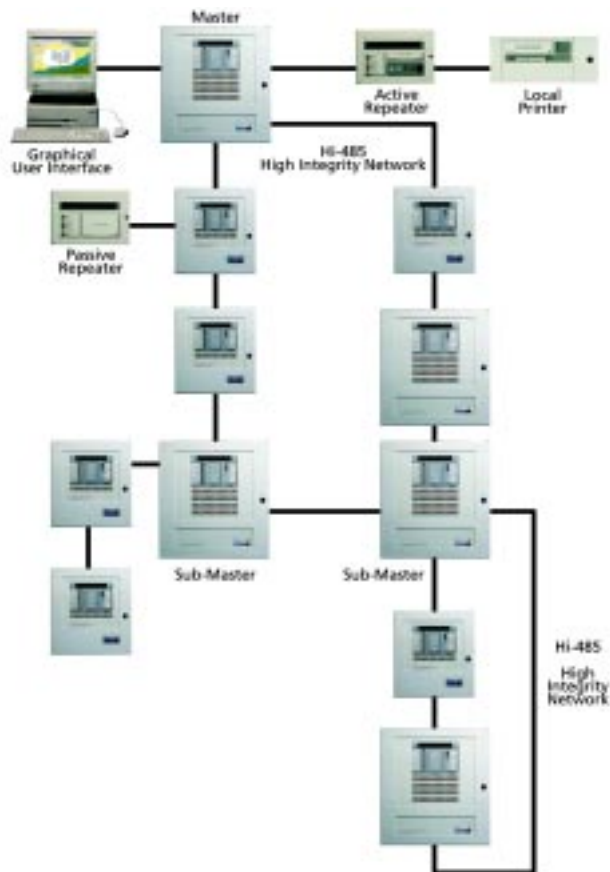 Master
Graphical
User Interface
Active
Repeater
Local
Printer
Hi-485
High Integrity Network
Passive
Repeater
Sub-Master
Sub-Master
Hi-485
High
Integrity
Network